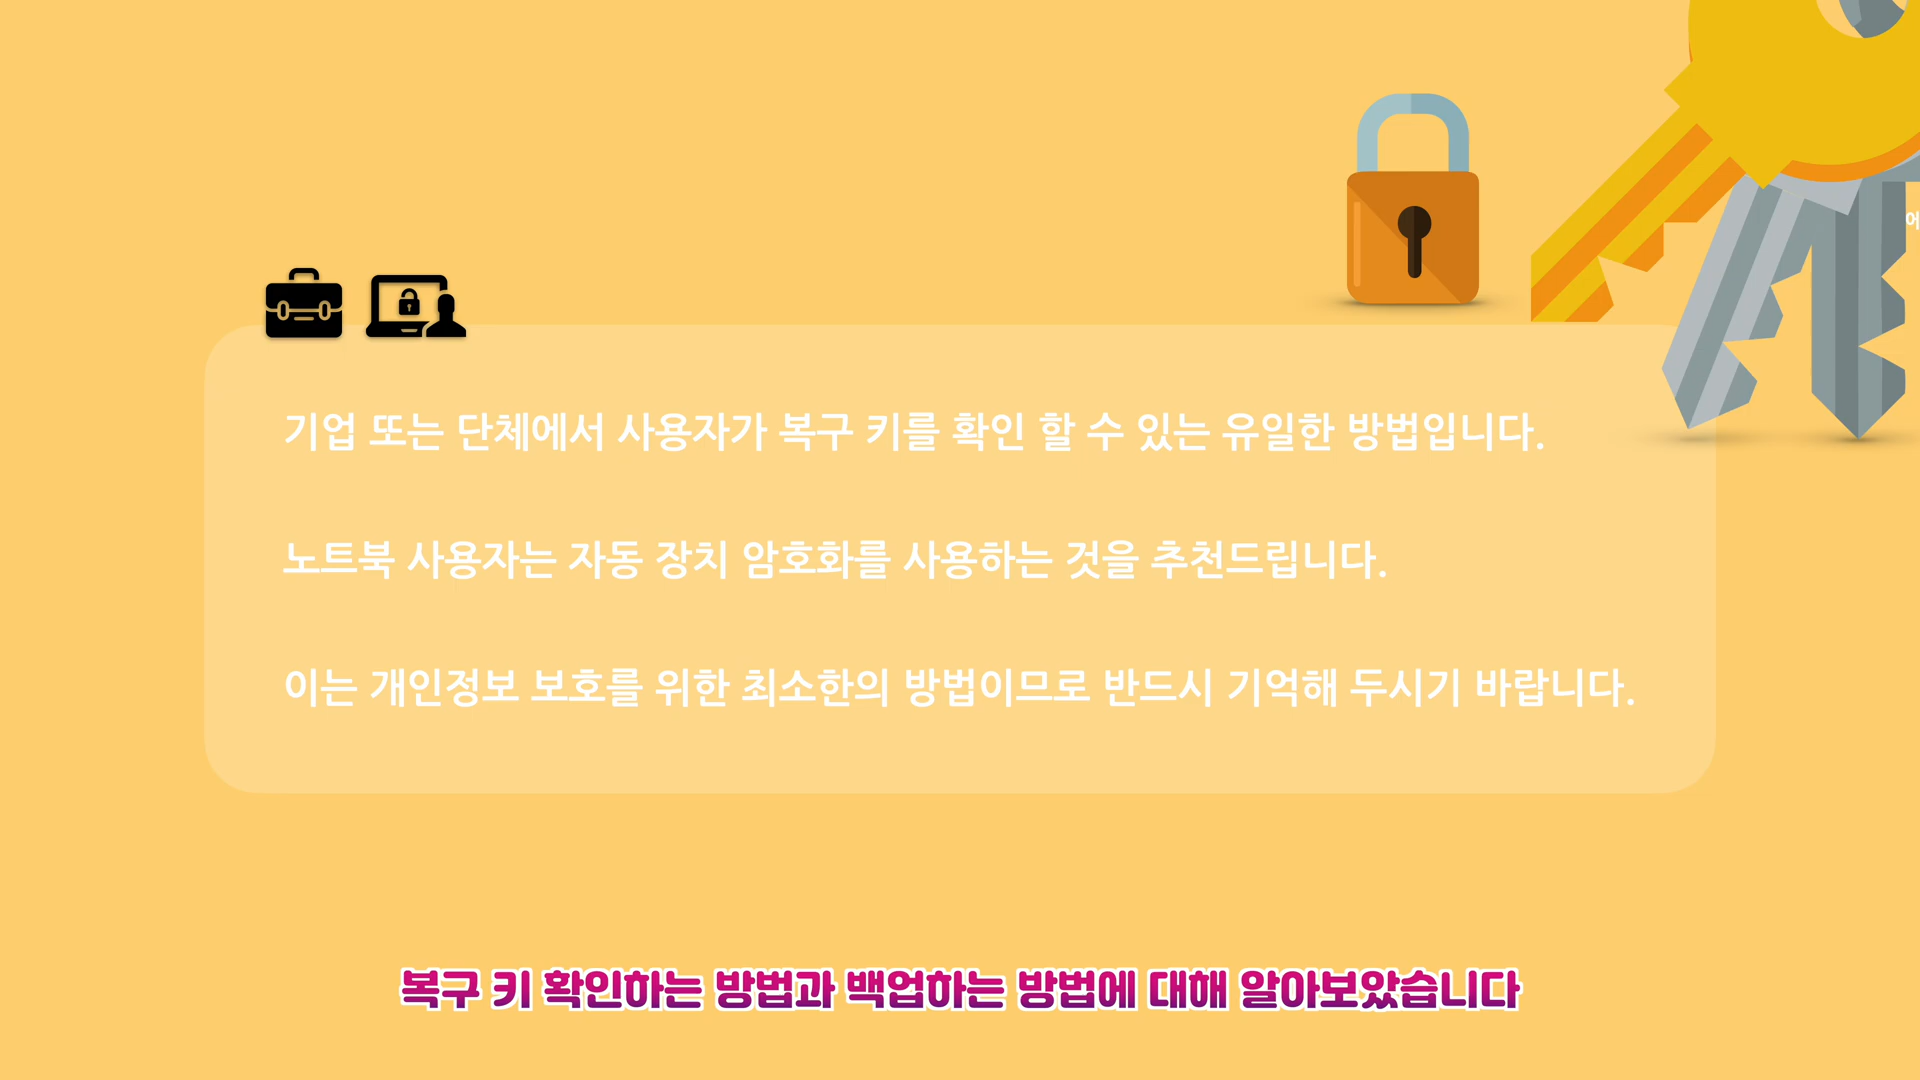 에
기업 또는 단체에서 사용자가 복구 키를 확인 할 수 있는 유일한 방법입니다.
노트북 사용자는 자동 장치 암호화를 사용하는 것을 추천드립니다.
이는 개인정보 보호를 위한 최소한의 방법이므로 반드시 기억해 두시기 바랍니다.
복구 키 확인하는 방법과 백업하는 방법에 대해 알아보았습니다